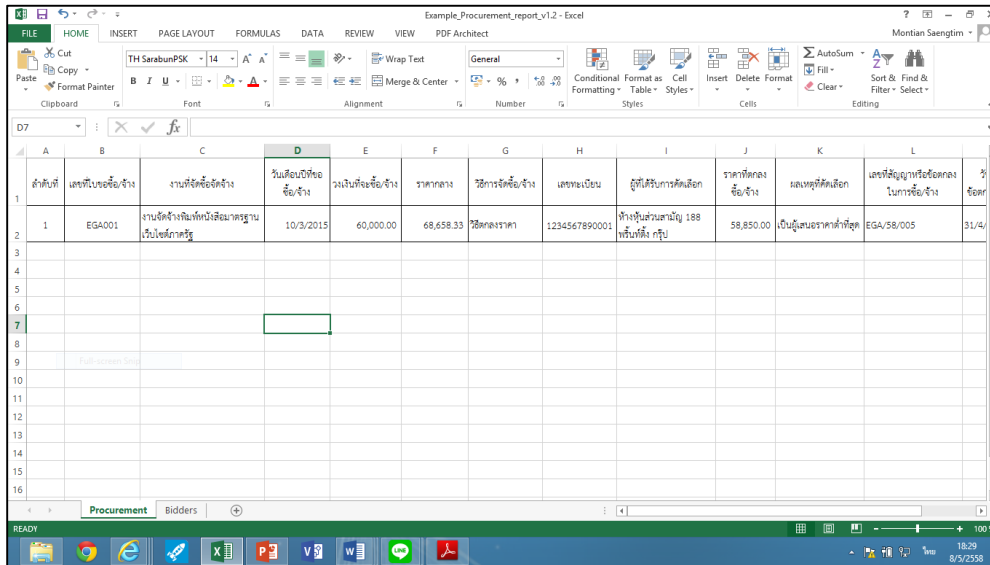 Example_Procurement_report_v1.2 - Excel
FILE HOME INSERT PAGE LAYOUT FORMULAS DATA REVIEW VIEW PDF Architect Montian Saengtim
Cut
Copy
Format Painter
Paste
Clipboard
TH SarabunPSK 14
B I U
Font
Wrap Text
Merge & Center
Alignment
General
% ,
Number
Conditional Formatting
Format as Table
Cell Styles
Styles
Insert Delete Format
Cells
AutoSum
Fill
Clear
Sort & Filter
Find & Select
Editing
D7 fx
A B C D E F G H I J K L
1 ลำดับที่ เลขที่ใบขอซื้อ/จ้าง งานที่จัดซื้อจัดจ้าง วันเดือนปีที่ขอซื้อ/จ้าง วงเงินที่จะซื้อ/จ้าง ราคากลาง วิธีการจัดซื้อ/จ้าง เลขทะเบียน ผู้ที่ได้รับการคัดเลือก ราคาที่ตกลงซื้อ/จ้าง ผลเหตุที่คัดเลือก เลขที่สัญญาหรือข้อตกลงในการซื้อ/จ้าง
2 1 EGA001 งานจัดจ้างพิมพ์หนังสือมาตรฐานเว็บไซต์ภาครัฐ 10/3/2015 60,000.00 68,658.33 วิธีตกลงราคา 1234567890001 ห้างหุ้นส่วนสามัญ 188 พริ้นท์ติ้ง กรุ๊ป 58,850.00 เป็นผู้เสนอราคาต่ำที่สุด EGA/58/005 31/4/
3
4
5
6
7
8
9
10
11
12
13
14
15
16
Procurement Bidders
READY 100
ไทย 18:29
8/5/2558